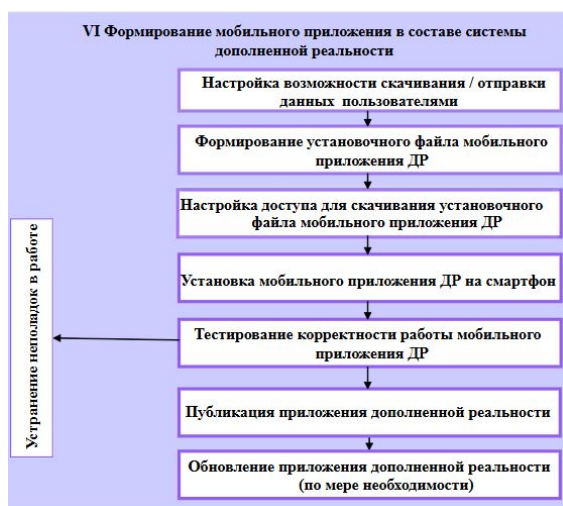 VI Формирование мобильного приложения в составе системы
дополненной реальности
Настройка возможности скачивания / отправки
данных пользователями
Формирование установочного файла мобильного
приложения ДР
Настройка доступа для скачивания установочного
файла мобильного приложения ДР
Установка мобильного приложения ДР на смартфон
Тестирование корректности работы мобильного
приложения ДР
Устранение неполадок в работе
Публикация приложения дополненной реальности
Обновление приложения дополненной реальности
(по мере необходимости)